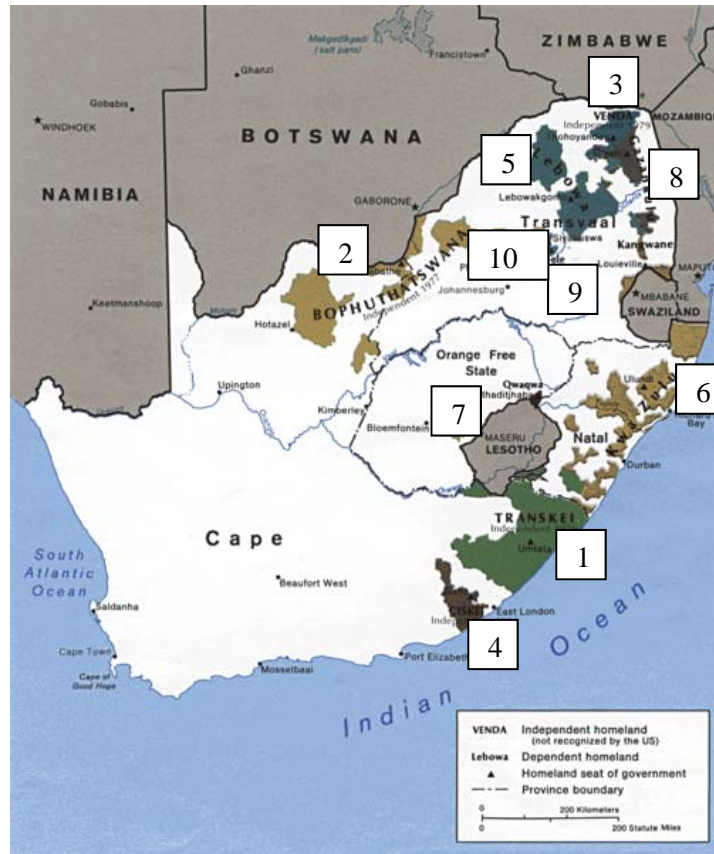 Makgadikgadi
(salt pans)
Francistown
ZIMBABWE
Ghanzi
Gobabis
WINDHOEK
BOTSWANA
3
VENDA
Independent 1979
MOZAMBIQUE
NAMIBIA
5
Lebowa
Gazankulu
8
GABORONE
Lebowakgomo
Transvaal
2
BOPHUTHATSWANA
Independent 1977
10
Kangwane
Louieville
9
MAPUTO
Johannesburg
MBABANE
SWAZILAND
Keetmanshoop
Hotazel
Orange Free
State
Qwaqwa
Ulundi
KwaZulu
6
Upington
Kimberley
7
Bloemfontein
MASERU
LESOTHO
Natal
Bay
Durban
TRANSKEI
Independent
Umtata
1
Cape
South
Atlantic
Ocean
Beaufort West
Saldanha
CISKEI
East London
4
Cape Town
Cape of
Good Hope
Mosselbaai
Port Elizabeth
Indian Ocean
VENDA Independent homeland
(not recognized by the US)
Lebowa Dependent homeland
Homeland seat of government
Province boundary
0 200 Kilometers
0 200 Statute Miles